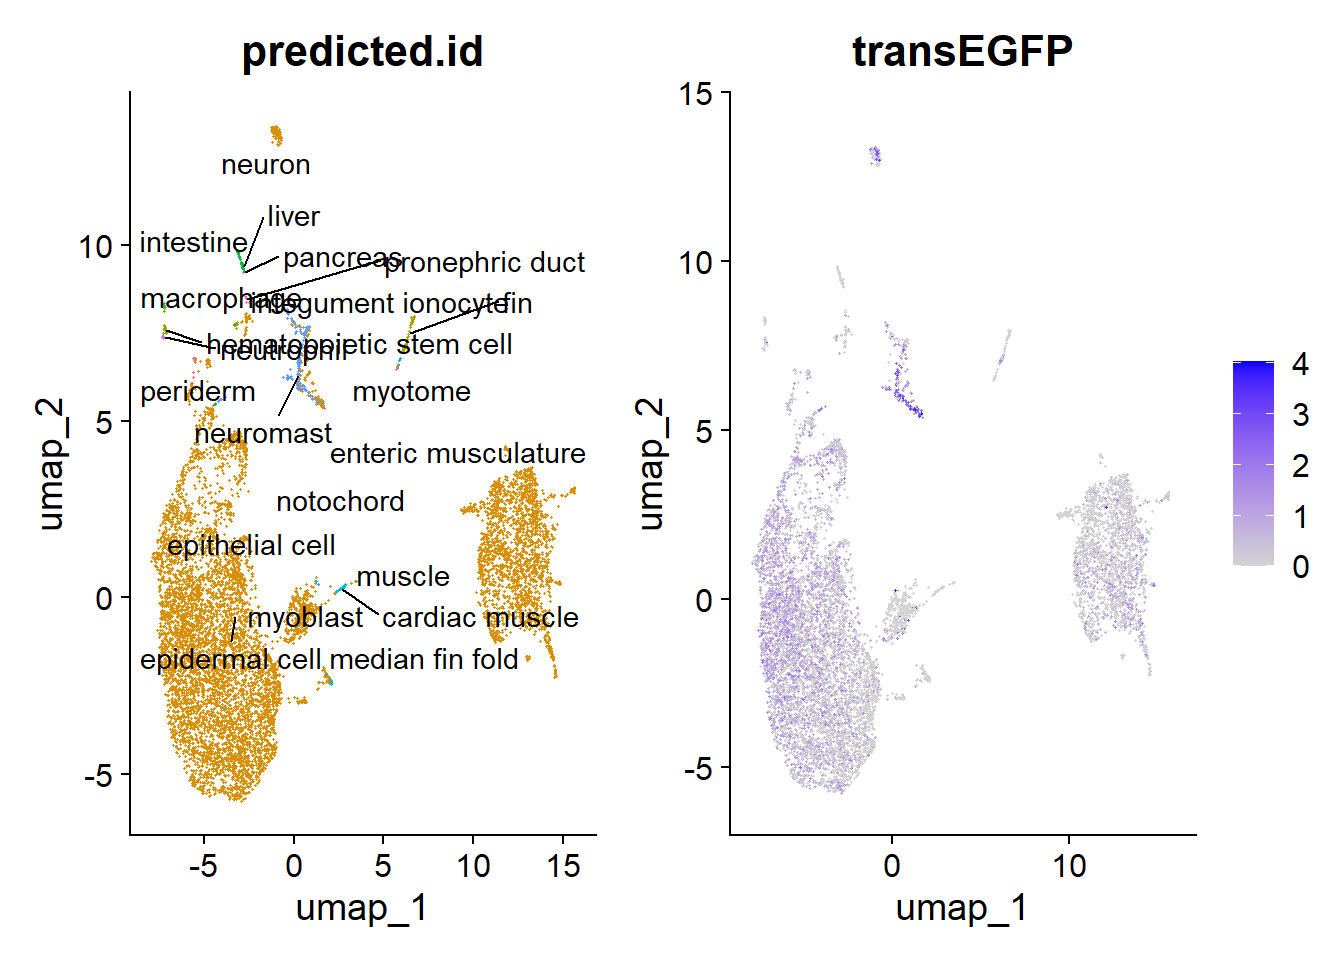 predicted.id
transEGFP
neuron
liver
intestine
pancreas
pronephric duct
macrophage
integument ionocyte
fin
hematopoietic stem cell
neutrophil
periderm
myotome
neuromast
enteric musculature
notochord
epithelial cell
muscle
myoblast
cardiac muscle
epidermal cell
median fin fold
10
5
0
-5
umap_2
-5
0
5
10
15
umap_1
15
10
5
0
-5
umap_2
0
10
umap_1
4
3
2
1
0